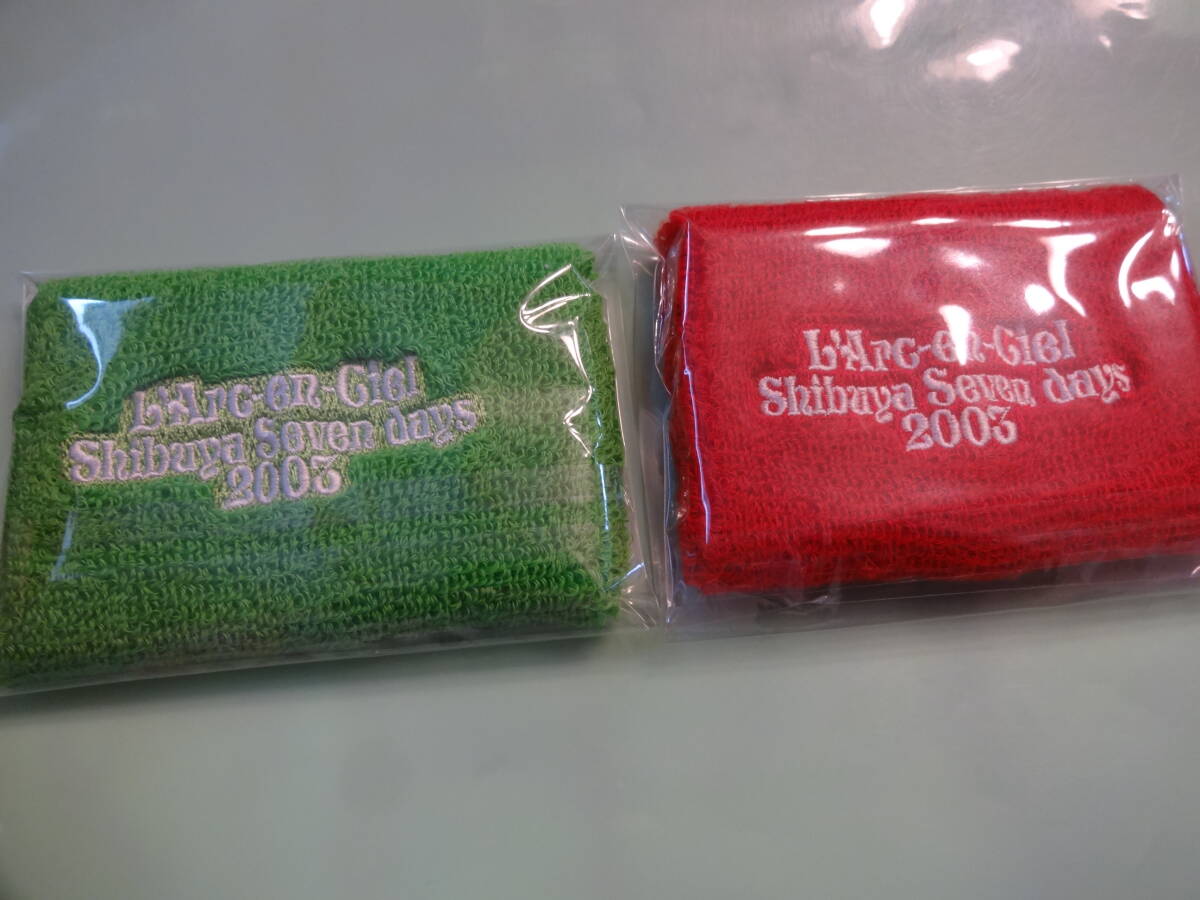 L'Arc-en-Ciel
Shibuya Seven days
2003
L'Arc-en-Ciel
Shibuya Seven days
2003